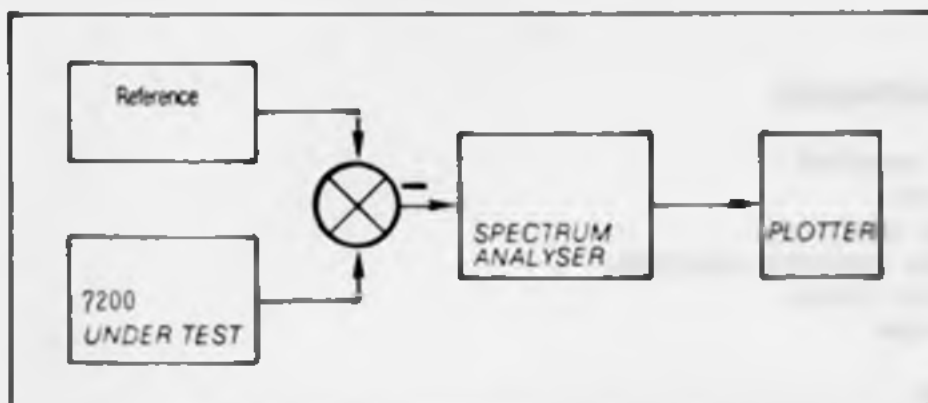 Reference
7200
UNDER TEST
–
SPECTRUM
ANALYSER
PLOTTER